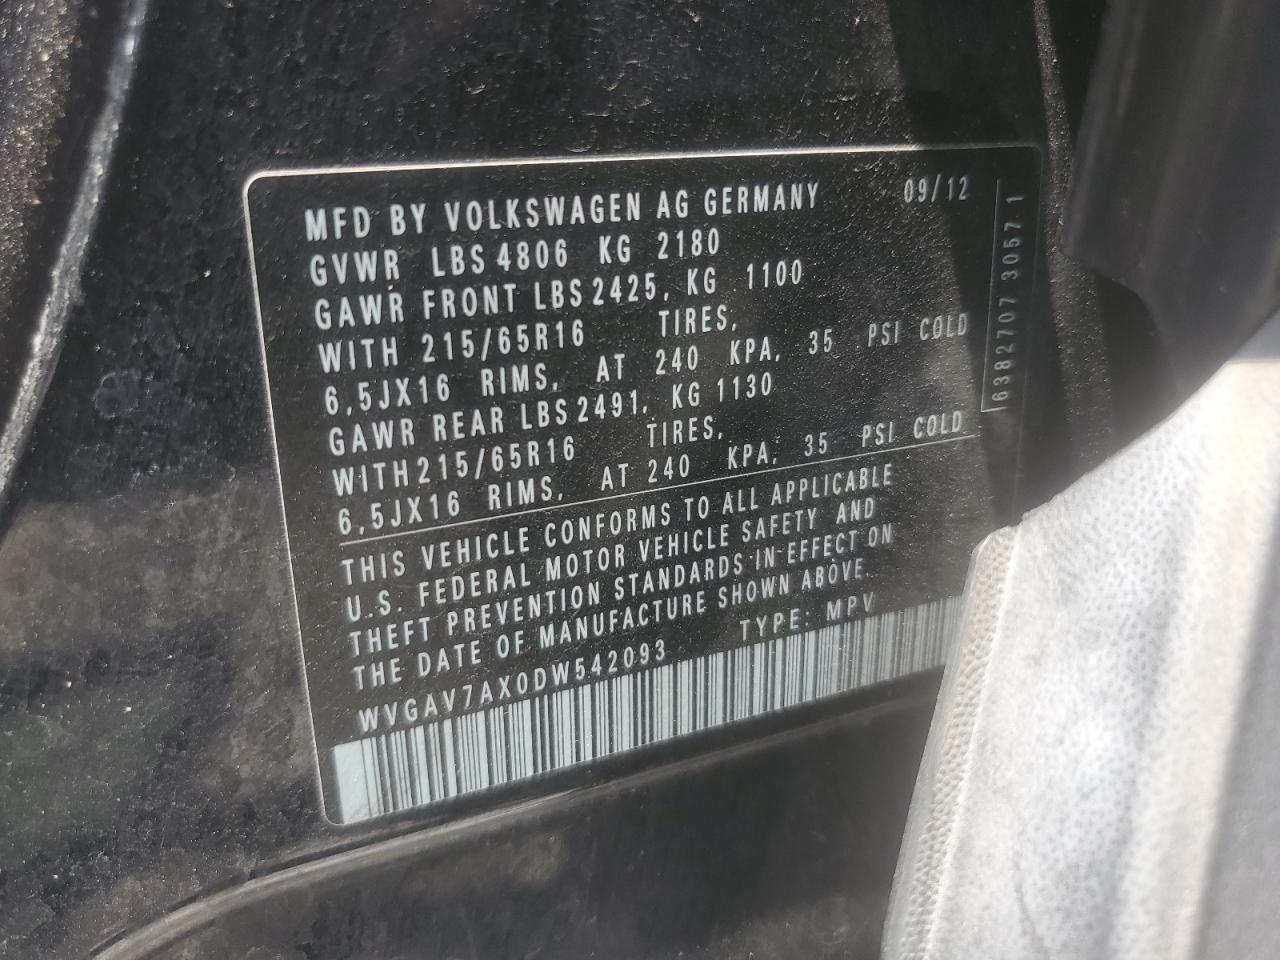 MFD BY VOLKSWAGEN AG GERMANY 09/12
GVWR LBS 4806 KG 2180
GAWR FRONT LBS 2425, KG 1100
WITH 215/65R16 TIRES,
6,5JX16 RIMS, AT 240 KPA, 35 PSI COLD
GAWR REAR LBS 2491, KG 1130
WITH 215/65R16 TIRES,
6,5JX16 RIMS, AT 240 KPA, 35 PSI COLD
THIS VEHICLE CONFORMS TO ALL APPLICABLE
U.S. FEDERAL MOTOR VEHICLE SAFETY AND
THEFT PREVENTION STANDARDS IN EFFECT ON
THE DATE OF MANUFACTURE SHOWN ABOVE.
WVGAV7AX0DW542093 TYPE: MPV
6382707 3057 1